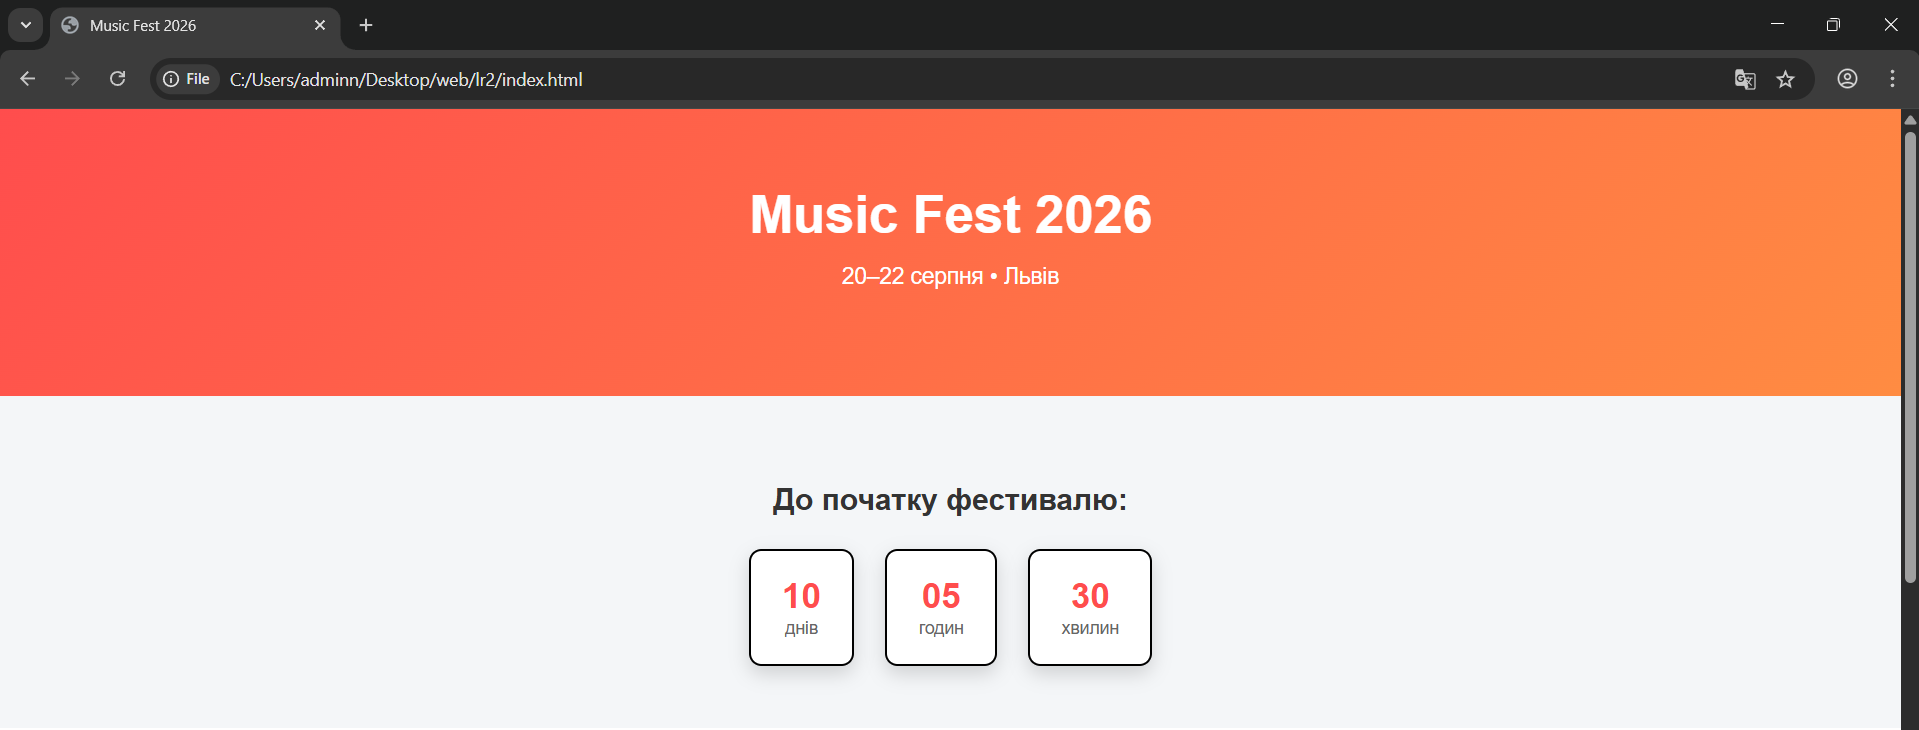 Music Fest 2026
File C:/Users/adminn/Desktop/web/lr2/index.html
Music Fest 2026
20–22 серпня • Львів
До початку фестивалю:
10 05 30
днів годин хвилин